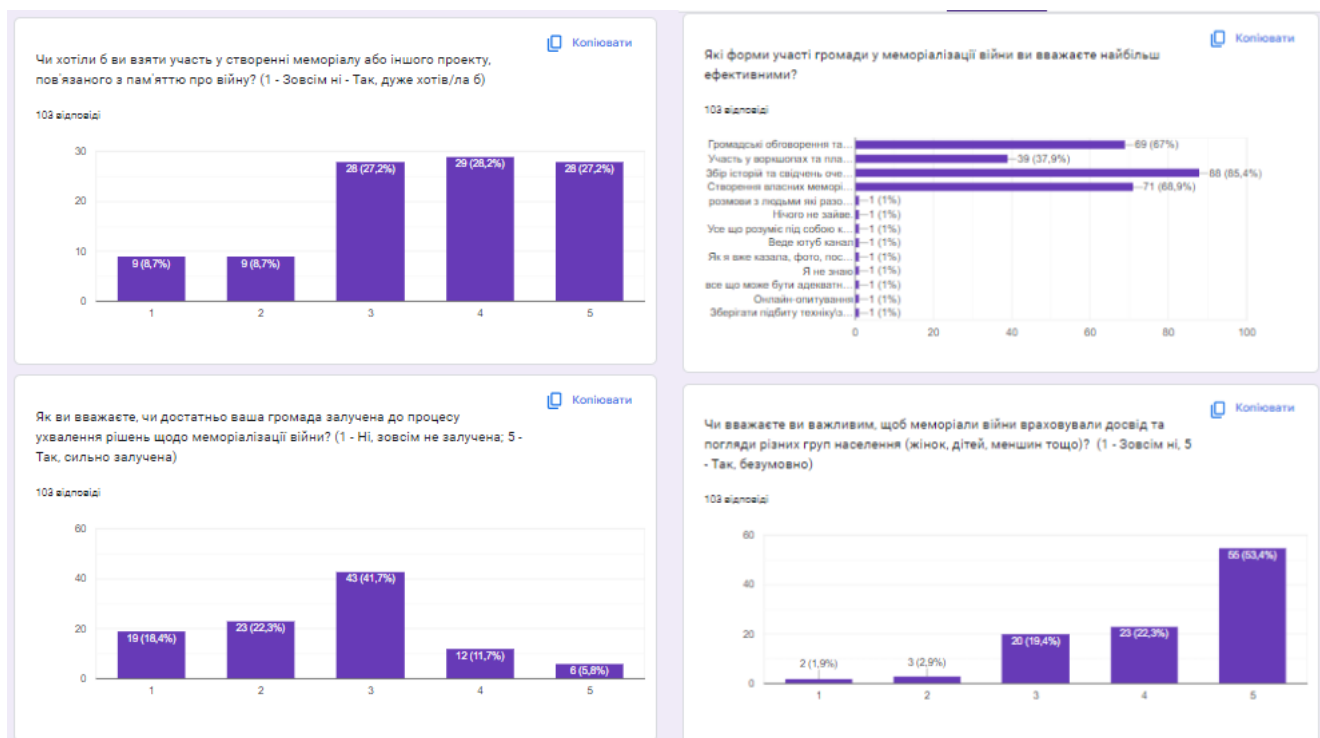 Копіювати
Чи хотіли б ви взяти участь у створенні меморіалу або іншого проекту,
пов'язаного з пам'яттю про війну? (1 - Зовсім ні - Так, дуже хотів/ла б)
103 відповіді
30
20
10
0
9 (8,7%)
9 (8,7%)
28 (27,2%)
29 (28,2%)
28 (27,2%)
1
2
3
4
5
Копіювати
Які форми участі громади у меморіалізації війни ви вважаєте найбільш
ефективними?
103 відповіді
Громадські обговорення та... 69 (67%)
Участь у воркшопах та пла... 39 (37,9%)
Збір історій та свідчень оче... 88 (85,4%)
Створення власних меморі... 71 (68,9%)
розмови з людьми які разо... 1 (1%)
Нічого не зайве. 1 (1%)
Усе що розуміє під собою к... 1 (1%)
Веде ютуб канал 1 (1%)
Як я вже казала, фото, пос... 1 (1%)
Я не знаю 1 (1%)
все що може бути адекватн... 1 (1%)
Онлайн-опитування 1 (1%)
Зберігати підбиту техніку\з... 1 (1%)
0
20
40
60
80
100
Копіювати
Як ви вважаєте, чи достатньо ваша громада залучена до процесу
ухвалення рішень щодо меморіалізації війни? (1 - Ні, зовсім не залучена; 5 -
Так, сильно залучена)
103 відповіді
60
40
20
0
19 (18,4%)
23 (22,3%)
43 (41,7%)
12 (11,7%)
6 (5,8%)
1
2
3
4
5
Копіювати
Чи вважаєте ви важливим, щоб меморіали війни враховували досвід та
погляди різних груп населення (жінок, дітей, меншин тощо)? (1 - Зовсім ні, 5
- Так, безумовно)
103 відповіді
60
40
20
0
2 (1,9%)
3 (2,9%)
20 (19,4%)
23 (22,3%)
55 (53,4%)
1
2
3
4
5